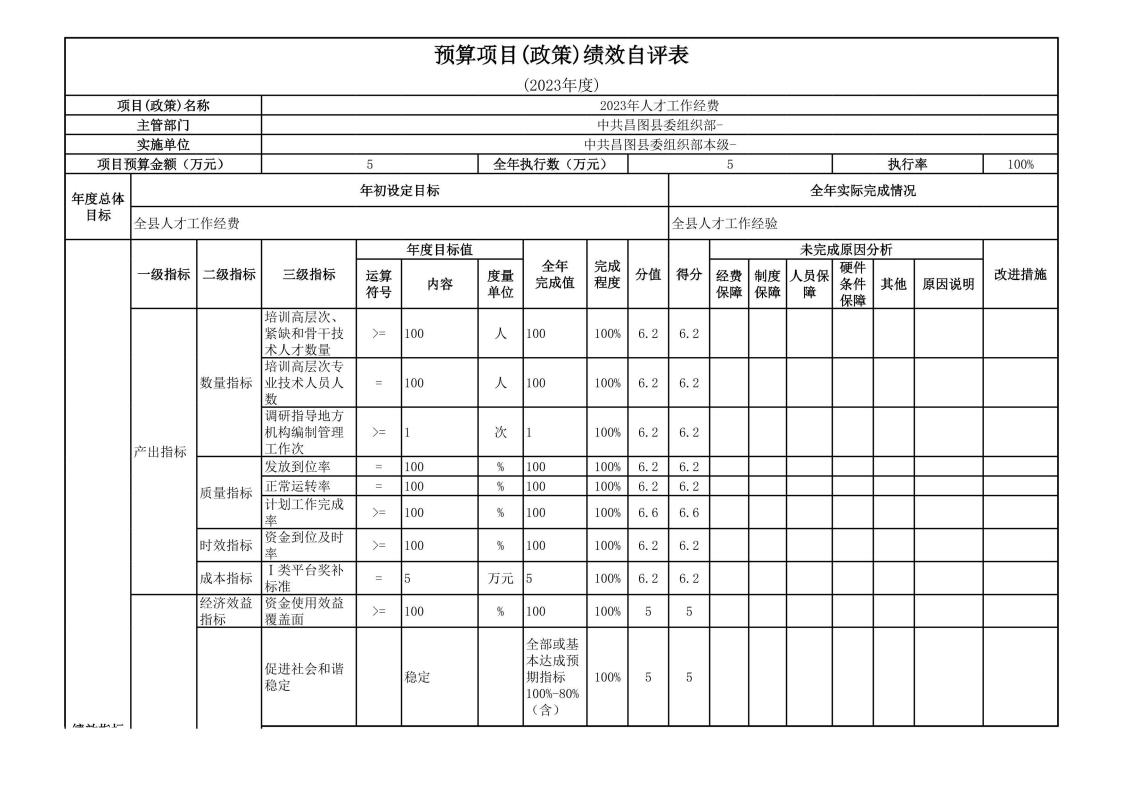 预算项目(政策)绩效自评表
(2023年度)
项目(政策)名称 2023年人才工作经费
主管部门 中共昌图县委组织部-
实施单位 中共昌图县委组织部本级-
项目预算金额（万元） 5 全年执行数（万元） 5 执行率 100%
年度总体目标 年初设定目标 全年实际完成情况
全县人才工作经费 全县人才工作经验
一级指标 二级指标 三级指标 年度目标值 全年完成值 完成程度 分值 得分 未完成原因分析 改进措施
运算符号 内容 度量单位 经费保障 制度保障 人员保障 硬件条件保障 其他 原因说明
产出指标 数量指标 培训高层次、紧缺和骨干技术人才数量 >= 100 人 100 100% 6.2 6.2
培训高层次专业技术人员人数 = 100 人 100 100% 6.2 6.2
调研指导地方机构编制管理工作次 >= 1 次 1 100% 6.2 6.2
质量指标 发放到位率 = 100 % 100 100% 6.2 6.2
正常运转率 = 100 % 100 100% 6.2 6.2
计划工作完成率 >= 100 % 100 100% 6.6 6.6
时效指标 资金到位及时率 >= 100 % 100 100% 6.2 6.2
成本指标 Ⅰ类平台奖补标准 = 5 万元 5 100% 6.2 6.2
经济效益指标 资金使用效益覆盖面 >= 100 % 100 100% 5 5
促进社会和谐稳定 稳定 全部或基本达成预期指标100%-80%（含） 100% 5 5